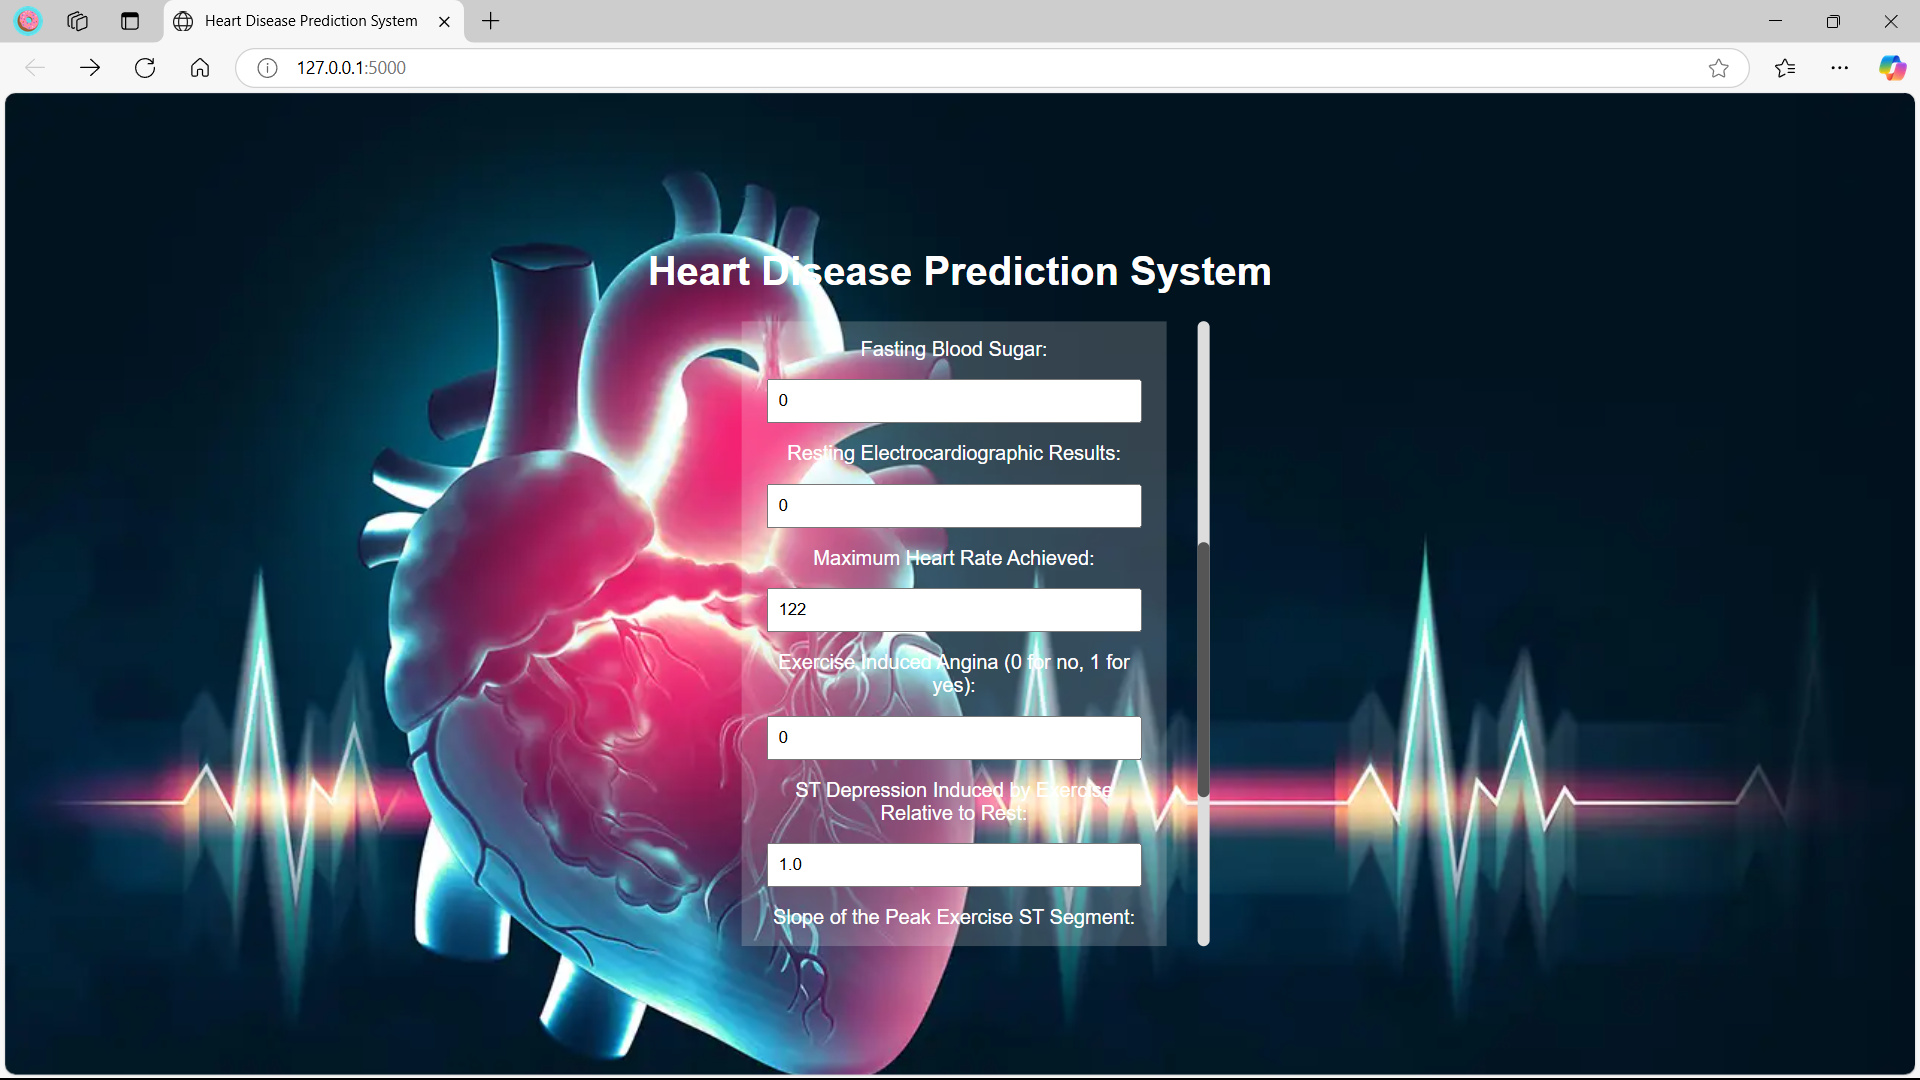 Heart Disease Prediction System
127.0.0.1:5000
Heart Disease Prediction System
Fasting Blood Sugar:
0
Resting Electrocardiographic Results:
0
Maximum Heart Rate Achieved:
122
Exercise Induced Angina (0 for no, 1 for
yes):
0
ST Depression Induced by Exercise
Relative to Rest:
1.0
Slope of the Peak Exercise ST Segment: